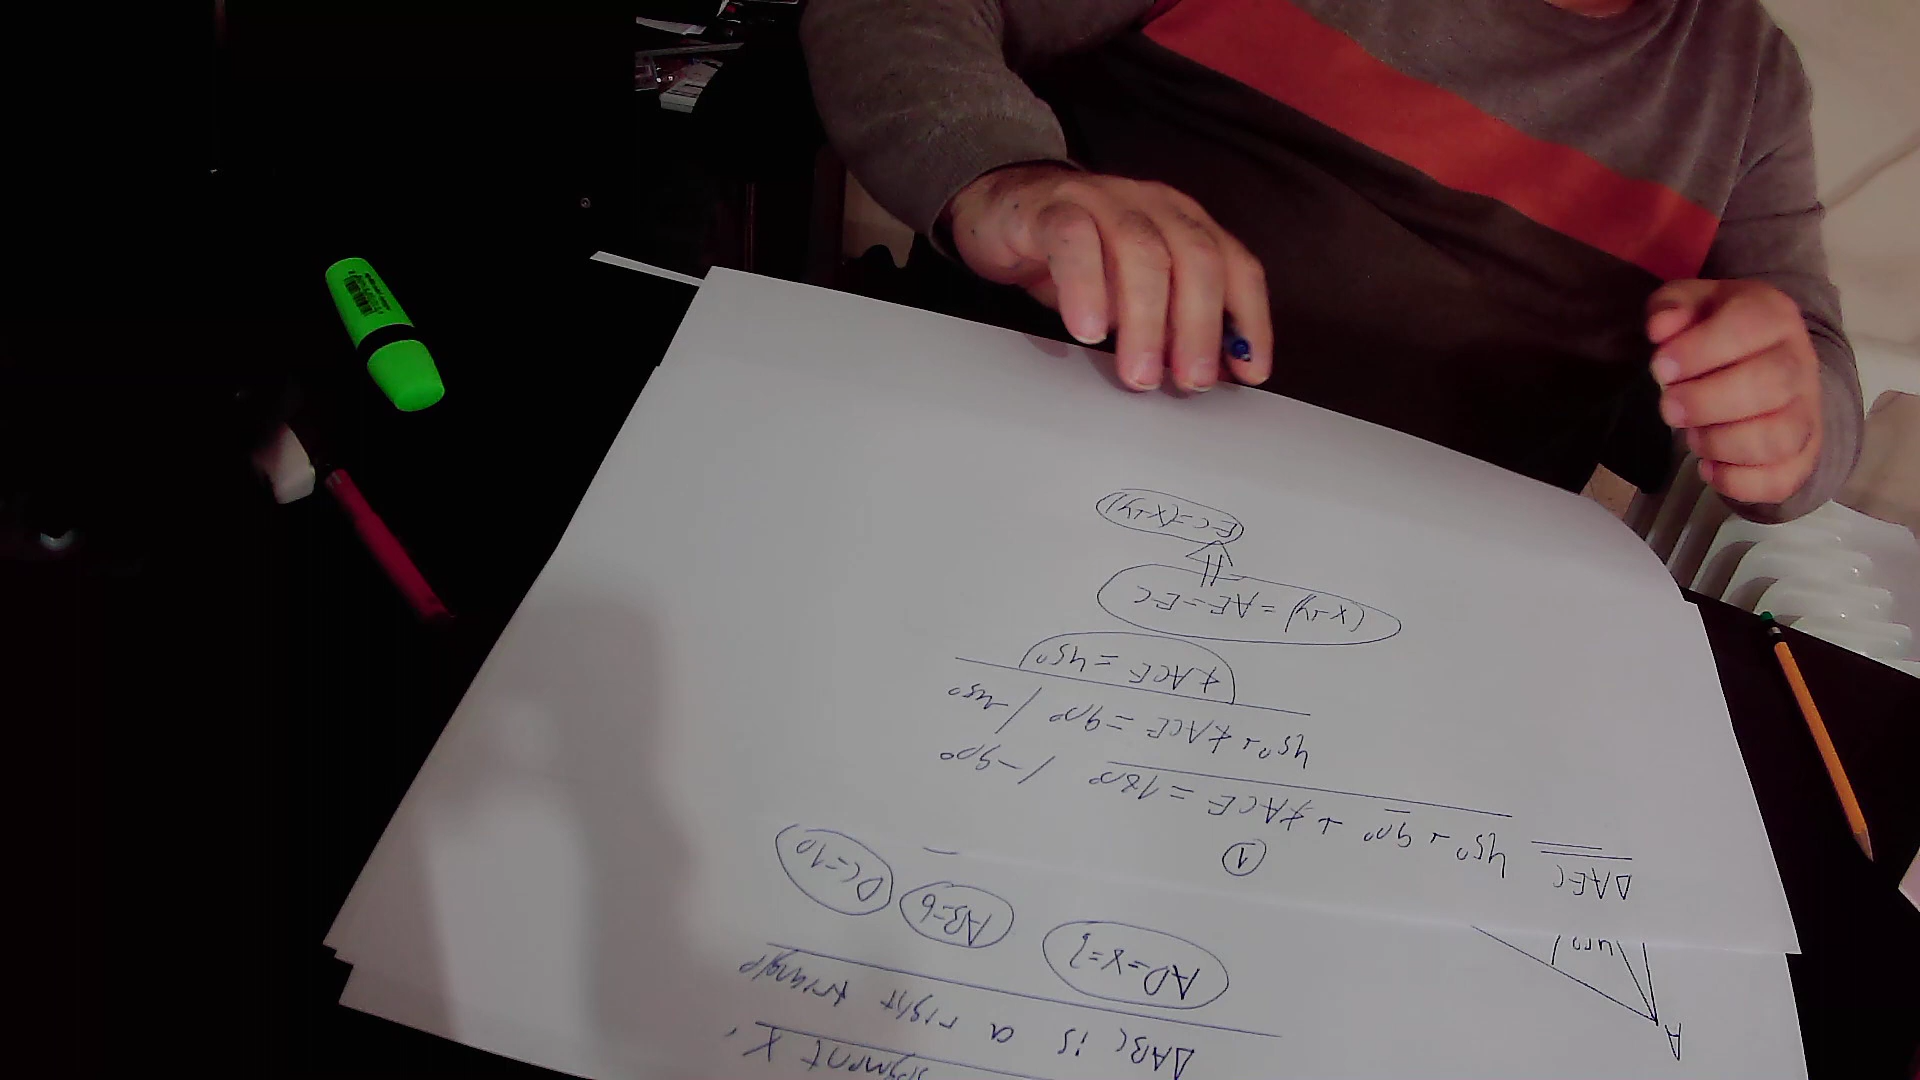 segment x,
ΔABC is a right triangle
AD=x=?
AB=6
DC=10
A
45°
ΔAEC
①
45° + 90° + ∡ACE = 180° /-90°
45° + ∡ACE = 90° /-45°
∡ACE = 45°
(x+y) = AE = EC
⇓
EC=(x+y)